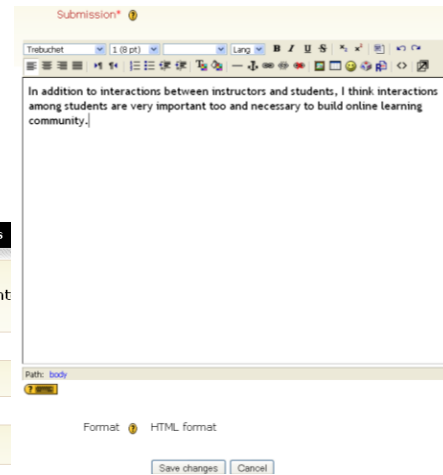 Submission*
Trebuchet 1 (8 pt) Lang B I U S
In addition to interactions between instructors and students, I think interactions
among students are very important too and necessary to build online learning
community.
s
nt
Path: body
Format HTML format
Save changes Cancel